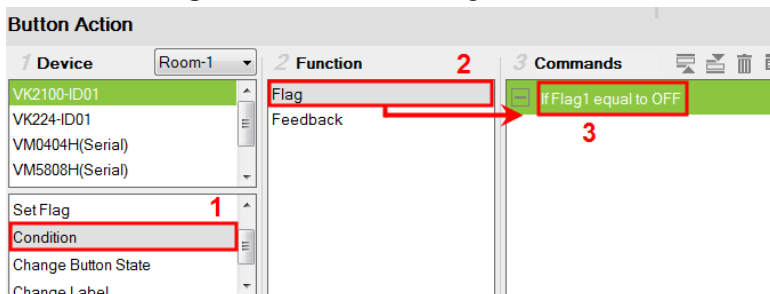 Button Action
1 Device
Room-1
2 Function
2
3 Commands
VK2100-ID01
VK224-ID01
VM0404H(Serial)
VM5808H(Serial)
Flag
Feedback
If Flag1 equal to OFF
3
Set Flag
1
Condition
Change Button State
Change Label